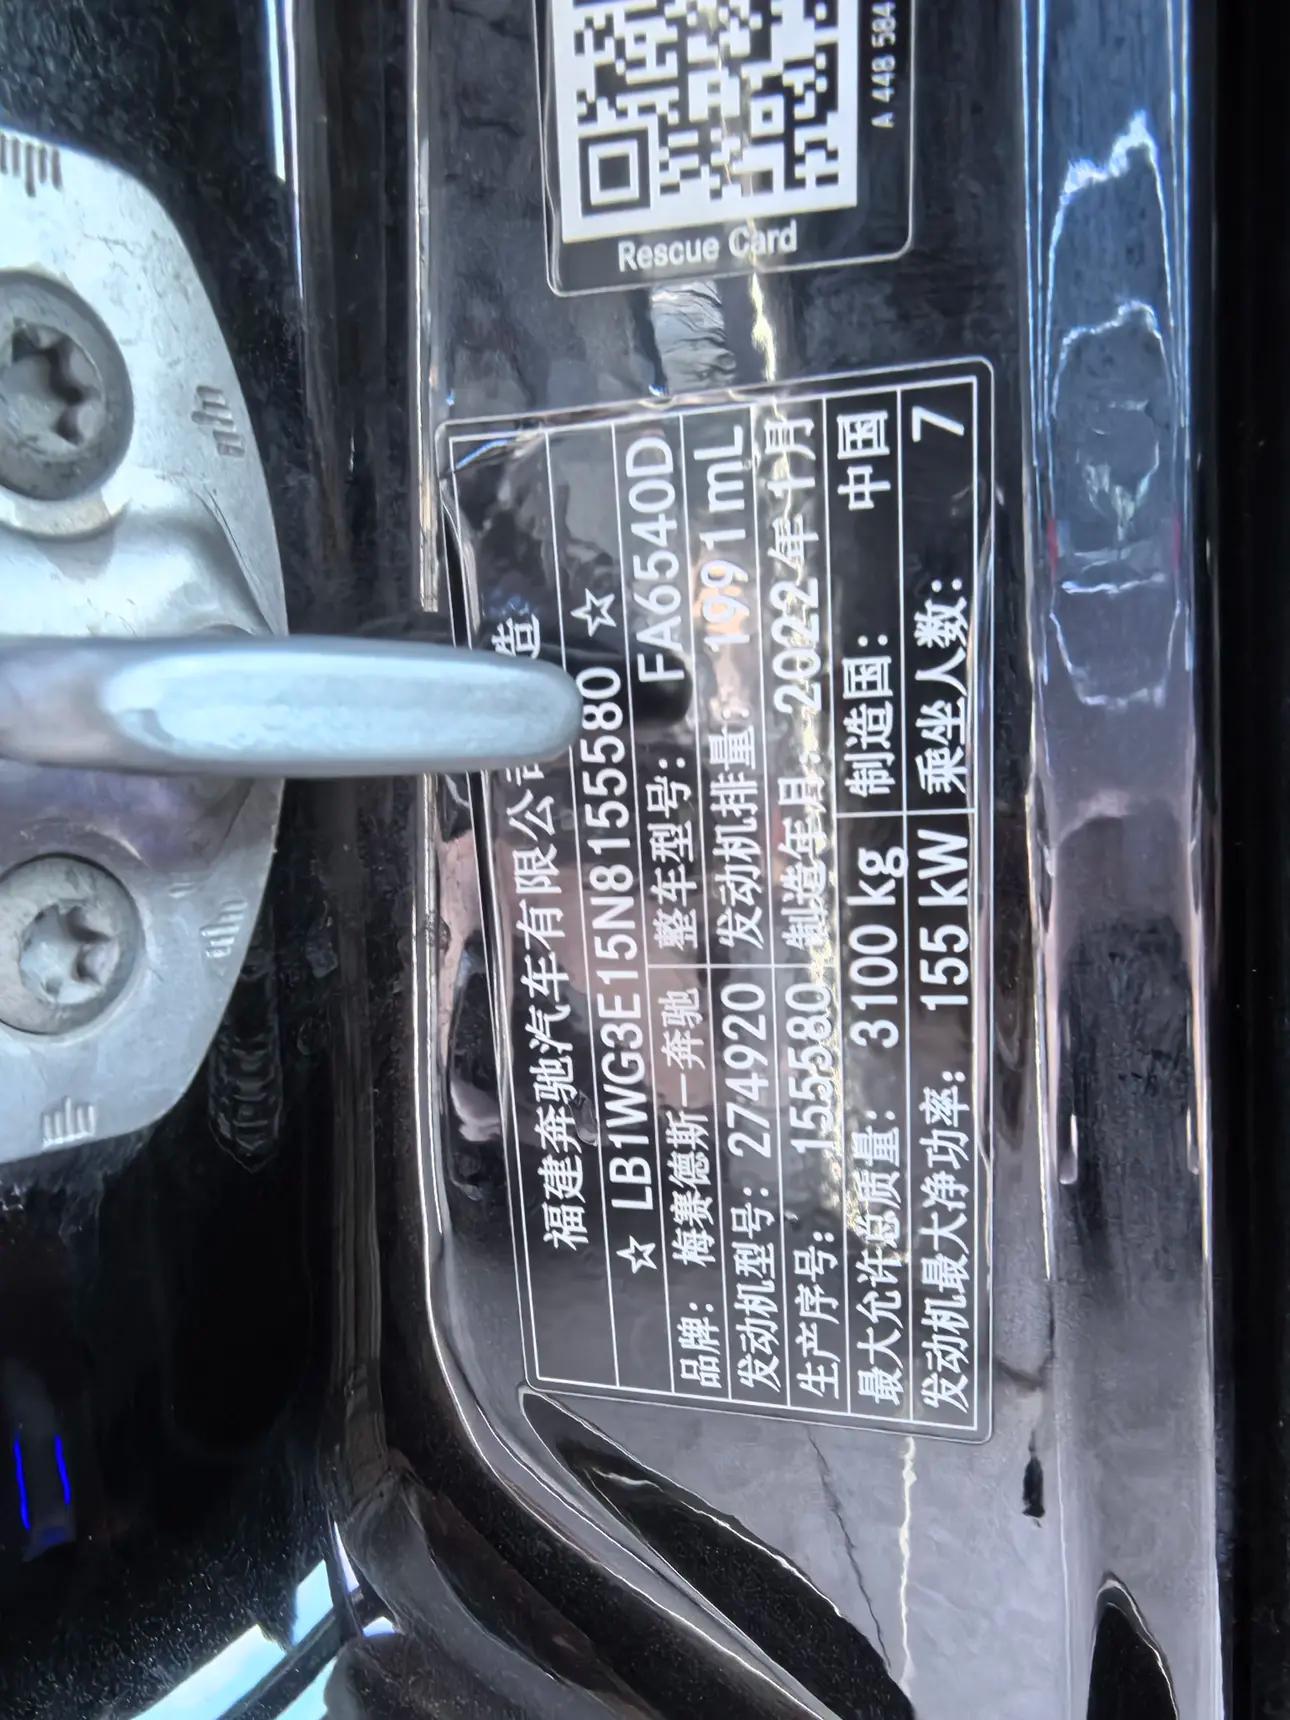 A 448 584
Rescue Card
福建奔驰汽车有限公司 造
☆ LB1WG3E15N8155580 ☆
品牌: 梅赛德斯一奔驰 整车型号: FA6540D
发动机型号: 274920 发动机排量: 1991mL
生产序号: 155580 制造年月: 2022年1月
最大允许总质量: 3100 kg 制造国: 中国
发动机最大净功率: 155 kW 乘坐人数: 7